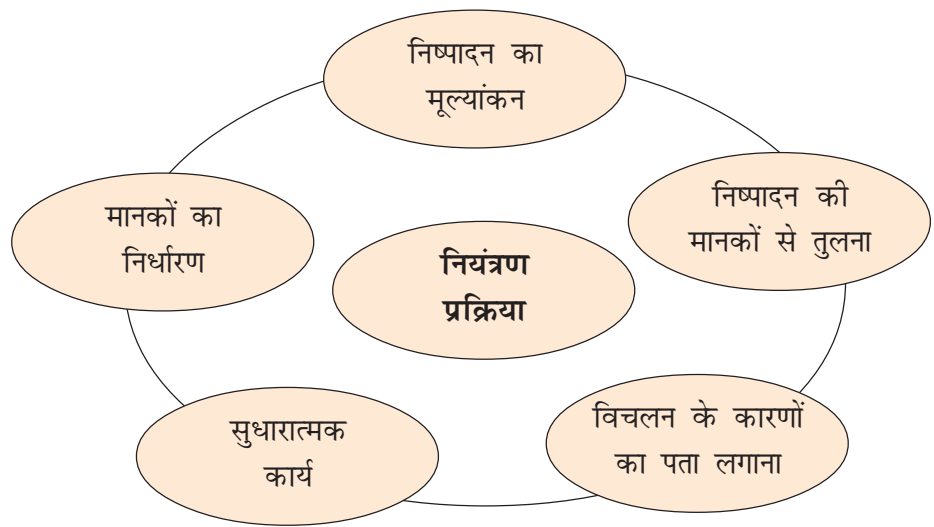 निष्पादन का
मूल्यांकन
निष्पादन की
मानकों से तुलना
मानकों का
निर्धारण
नियंत्रण
प्रक्रिया
विचलन के कारणों
का पता लगाना
सुधारात्मक
कार्य